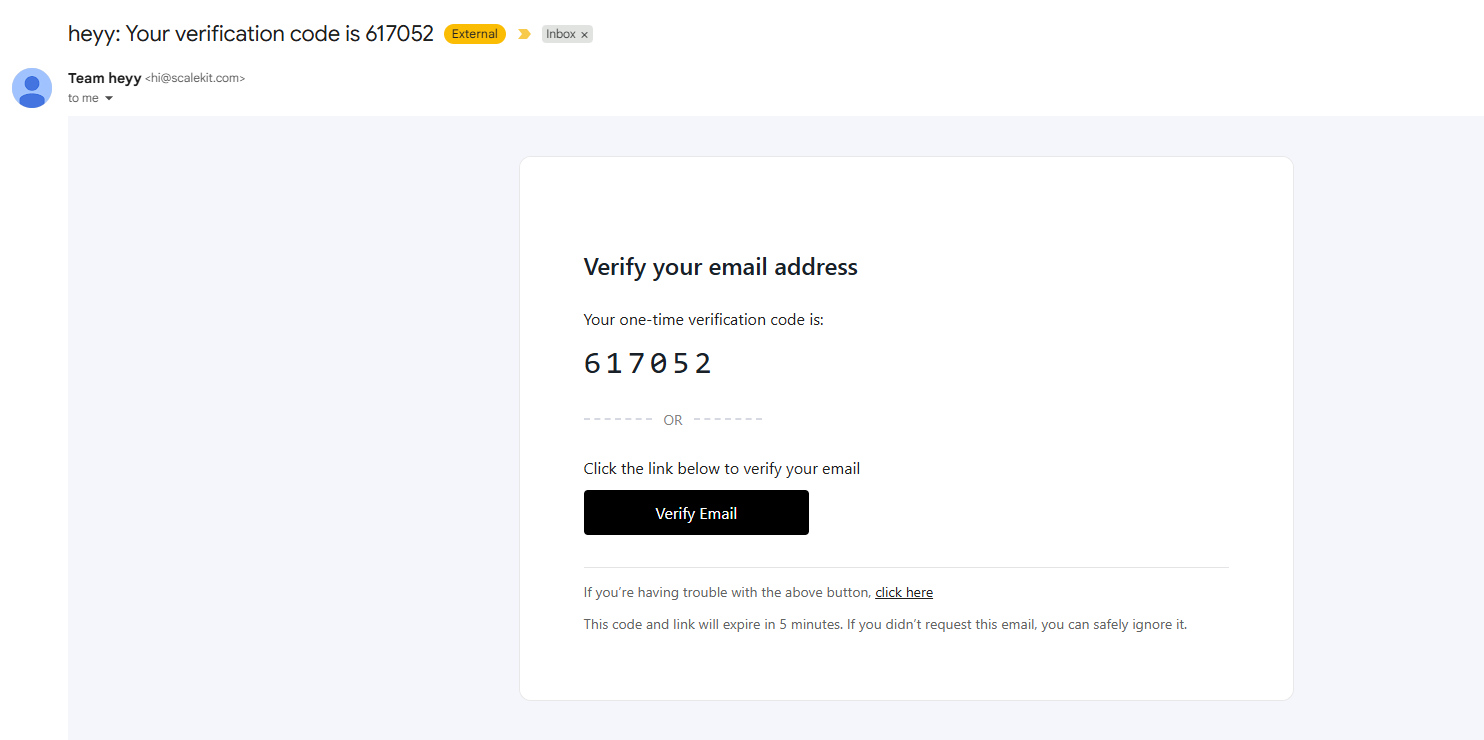 heyy: Your verification code is 617052 External Inbox ×
Team heyy <hi@scalekit.com>
to me
Verify your email address
Your one-time verification code is:
617052
OR
Click the link below to verify your email
Verify Email
If you’re having trouble with the above button, click here
This code and link will expire in 5 minutes. If you didn’t request this email, you can safely ignore it.